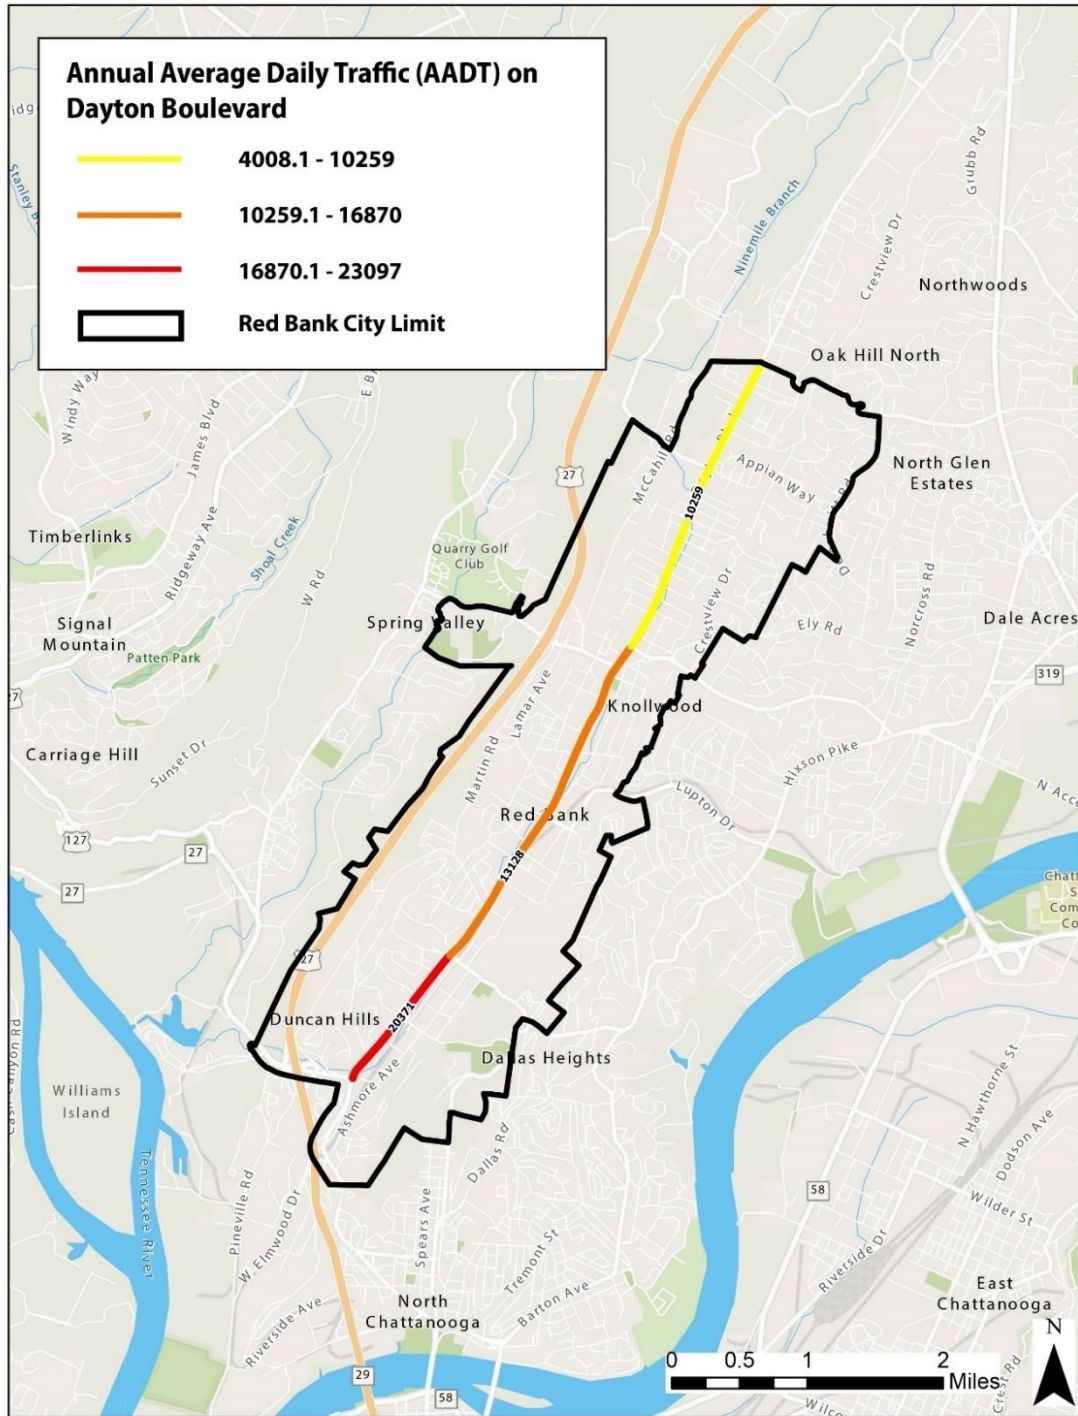 Annual Average Daily Traffic (AADT) on
Dayton Boulevard
4008.1 - 10259
10259.1 - 16870
16870.1 - 23097
Red Bank City Limit
Grubb Rd
Ninemile Branch
Crestview Dr
Northwoods
Oak Hill North
Windy Way
James Blvd
McCahill Rd
Appian Way
North Glen
Estates
27
10259
Timberlinks
Ridgeway Ave
Shoal Creek
W Rd
Quarry Golf
Club
Norcross Rd
Signal
Mountain
Patten Park
Spring Valley
Crestview Dr
Ely Rd
Dale Acres
319
27
Lamar Ave
Knollwood
Carriage Hill
Sunset Dr
Martin Rd
Hixson Pike
Lupton Dr
Red Bank
127
27
27
13128
27
Duncan Hills
20371
Dallas Heights
Ashmore Ave
Williams
Island
Tennessee River
Pineville Rd
W Elmwood Dr
Dallas Rd
Spears Ave
N Hawthorne St
Dodson Ave
58
Wilder St
Tremont St
Riverside Dr
Barton Ave
North
Chattanooga
Riverside Ave
East
Chattanooga
29
58
N
0 0.5 1 2
Miles